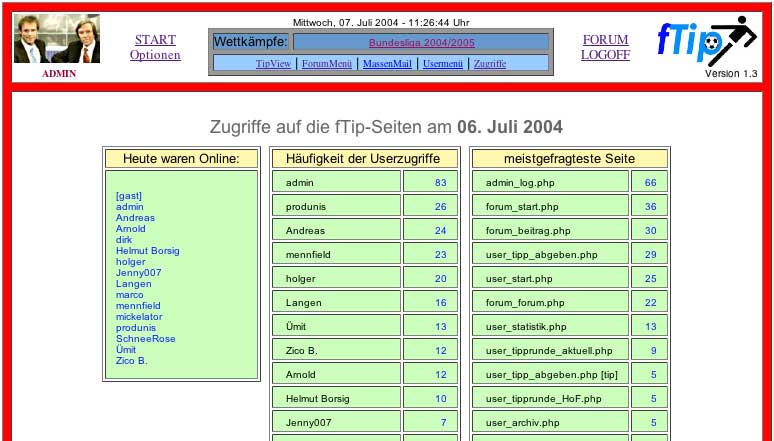 Mittwoch, 07. Juli 2004 - 11:26:44 Uhr
START
Optionen
Wettkämpfe:
Bundesliga 2004/2005
TipView | ForumMenü | MassenMail | Usermenü | Zugriffe
FORUM
LOGOFF
fTip
Version 1.3
ADMIN
Zugriffe auf die fTip-Seiten am 06. Juli 2004
Heute waren Online:
[gast]
admin
Andreas
Arnold
dirk
Helmut Borsig
holger
Jenny007
Langen
marco
mennfield
mickelator
produnis
SchneeRose
Ümit
Zico B.
Häufigkeit der Userzugriffe
admin 83
produnis 26
Andreas 24
mennfield 23
holger 20
Langen 16
Ümit 13
Zico B. 12
Arnold 12
Helmut Borsig 10
Jenny007 7
meistgefragteste Seite
admin_log.php 66
forum_start.php 36
forum_beitrag.php 30
user_tipp_abgeben.php 29
user_start.php 25
forum_forum.php 22
user_statistik.php 13
user_tipprunde_aktuell.php 9
user_tipp_abgeben.php [tip] 5
user_tipprunde_HoF.php 5
user_archiv.php 5